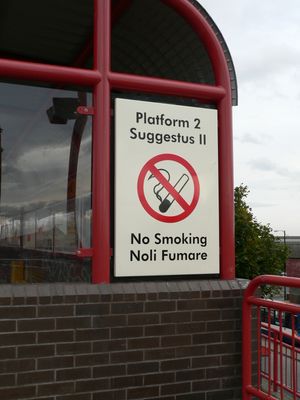 Platform 2
Suggestus II
No Smoking
Noli Fumare